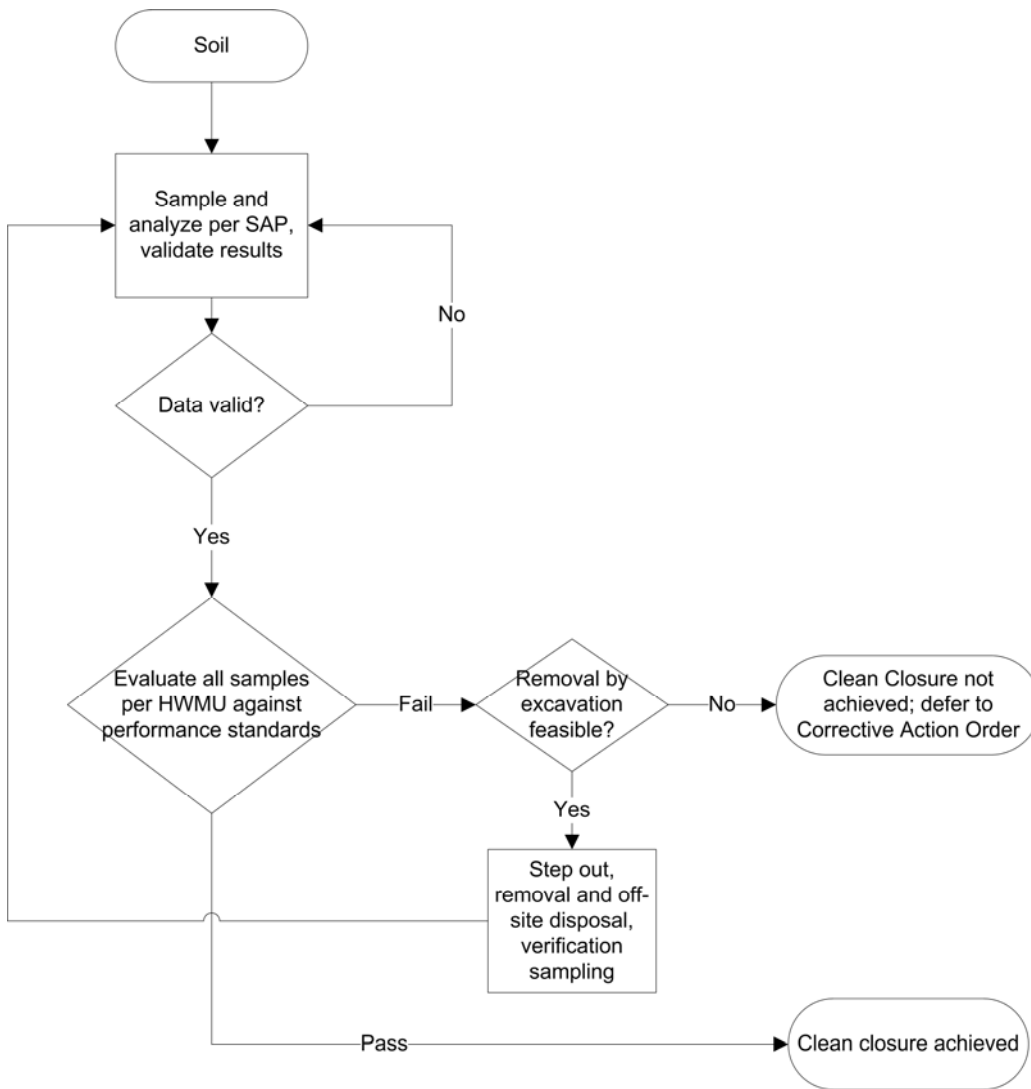 Soil
Sample and
analyze per SAP,
validate results
No
Data valid?
Yes
Evaluate all samples
per HWMU against
performance standards
Fail
Removal by
excavation
feasible?
No
Clean Closure not
achieved; defer to
Corrective Action Order
Yes
Step out,
removal and off-
site disposal,
verification
sampling
Pass
Clean closure achieved